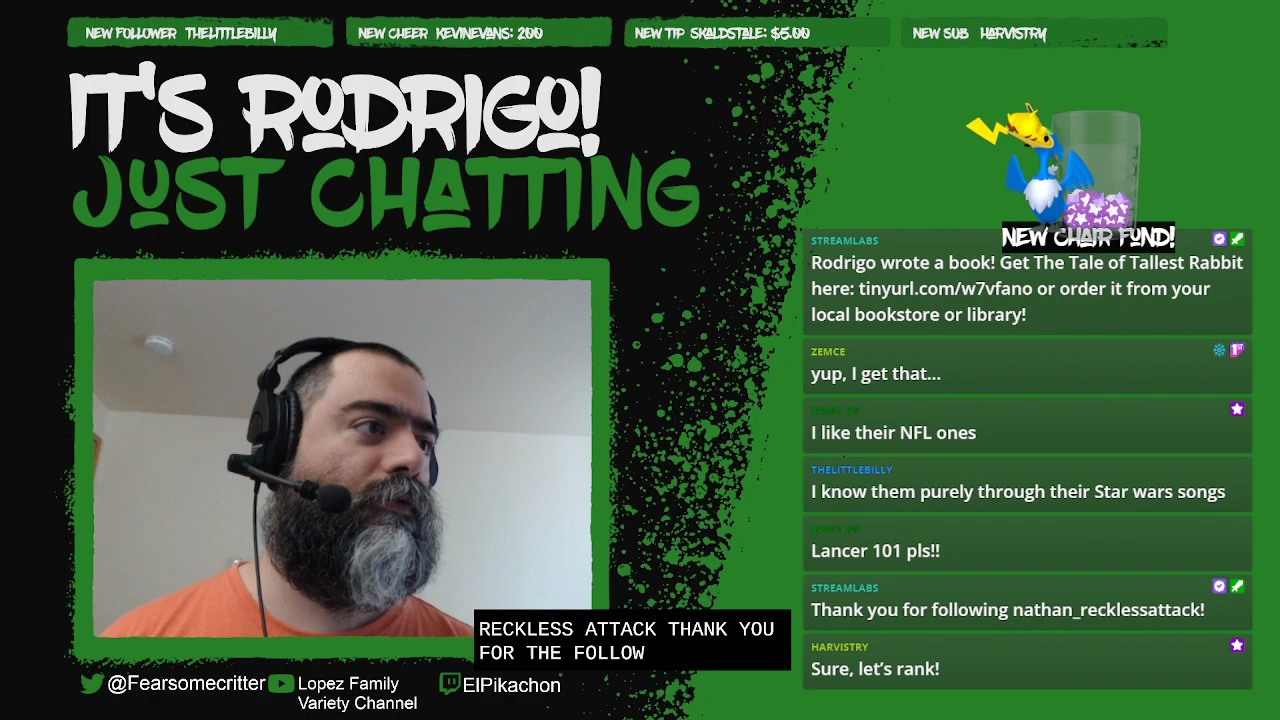 NEW FOLLOWER THELITTLEBILLY
NEW CHEER KEVINEVANS: 200
NEW TIP SKALDSTALE: $5.00
NEW SUB HARVISTRY
IT'S RODRIGO!
JUST CHATTING
NEW CHAIR FUND!
STREAMLABS
Rodrigo wrote a book! Get The Tale of Tallest Rabbit
here: tinyurl.com/w7vfano or order it from your
local bookstore or library!
ZEMCE
yup, I get that...
I like their NFL ones
THELITTLEBILLY
I know them purely through their Star wars songs
Lancer 101 pls!!
STREAMLABS
Thank you for following nathan_recklessattack!
HARVISTRY
Sure, let's rank!
RECKLESS ATTACK THANK YOU
FOR THE FOLLOW
@Fearsomecritter
Lopez Family
Variety Channel
ElPikachon